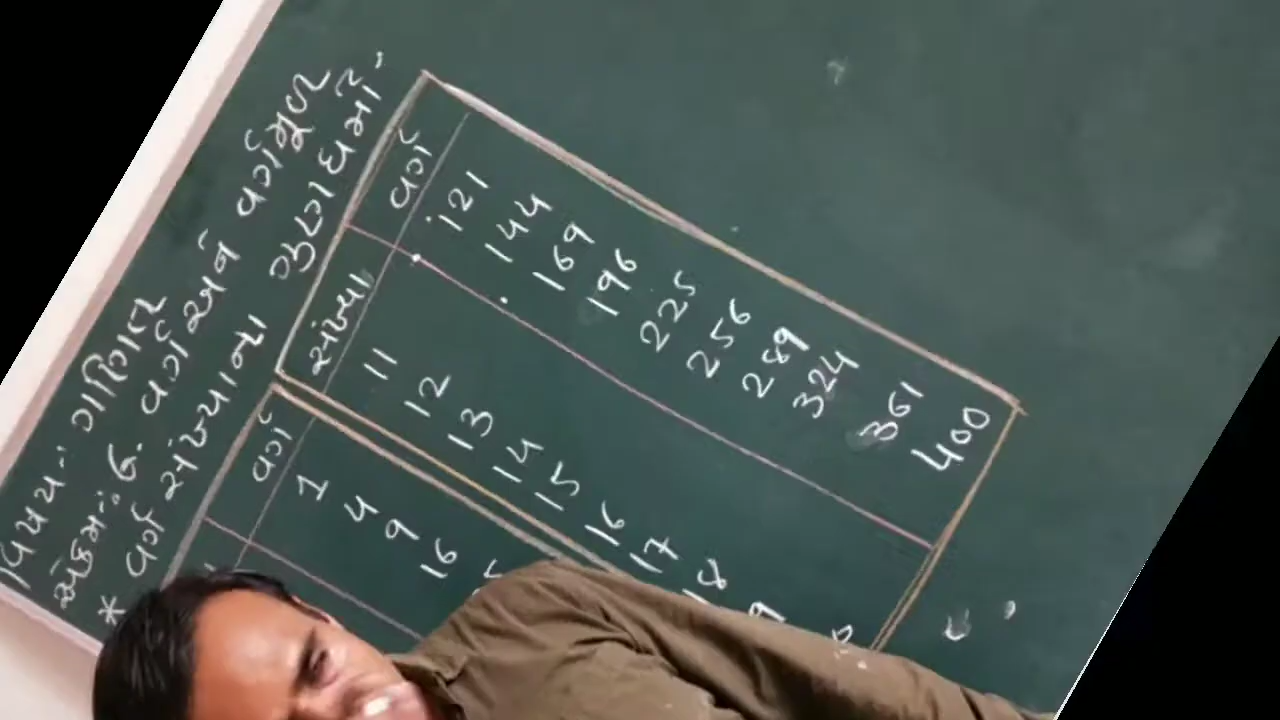 વિષય:- ગણિત
એકમ:- 6. વર્ગ અને વર્ગમૂળ
* વર્ગ સંખ્યાના ગુણધર્મો.
વર્ગ
1
4
9
16
સંખ્યા વર્ગ
11 121
12 144
13 169
14 196
15 225
16 256
17 289
18 324
361
400